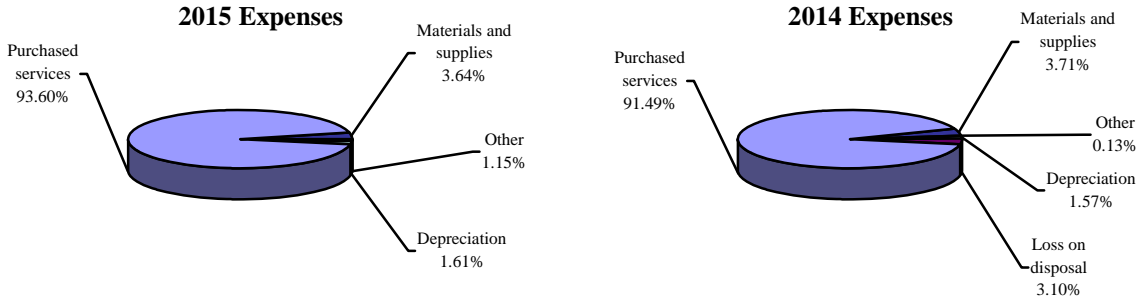 2015 Expenses
Purchased
services
93.60%
Materials and
supplies
3.64%
Other
1.15%
Depreciation
1.61%
2014 Expenses
Purchased
services
91.49%
Materials and
supplies
3.71%
Other
0.13%
Depreciation
1.57%
Loss on
disposal
3.10%